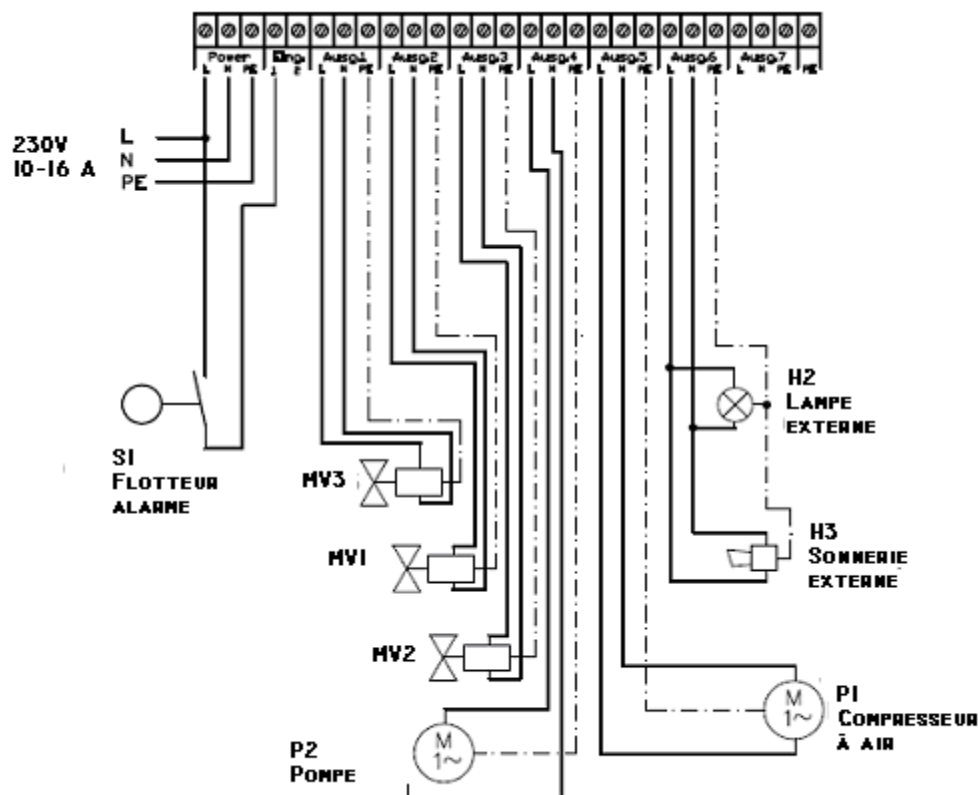 Power Eing. Ausg.1 Ausg.2 Ausg.3 Ausg.4 Ausg.5 Ausg.6 Ausg.7
L N PE 1 2 L N PE L N PE L N PE L N PE L N PE L N PE L N PE PE
230V
10-16 A
L
N
PE
S1
FLOTTEUR
ALARME
MV3
MV1
MV2
H2
LAMPE
EXTERNE
H3
SONNERIE
EXTERNE
P2
POMPE
M
1~
M
1~
P1
COMPRESSEUR
À AIR